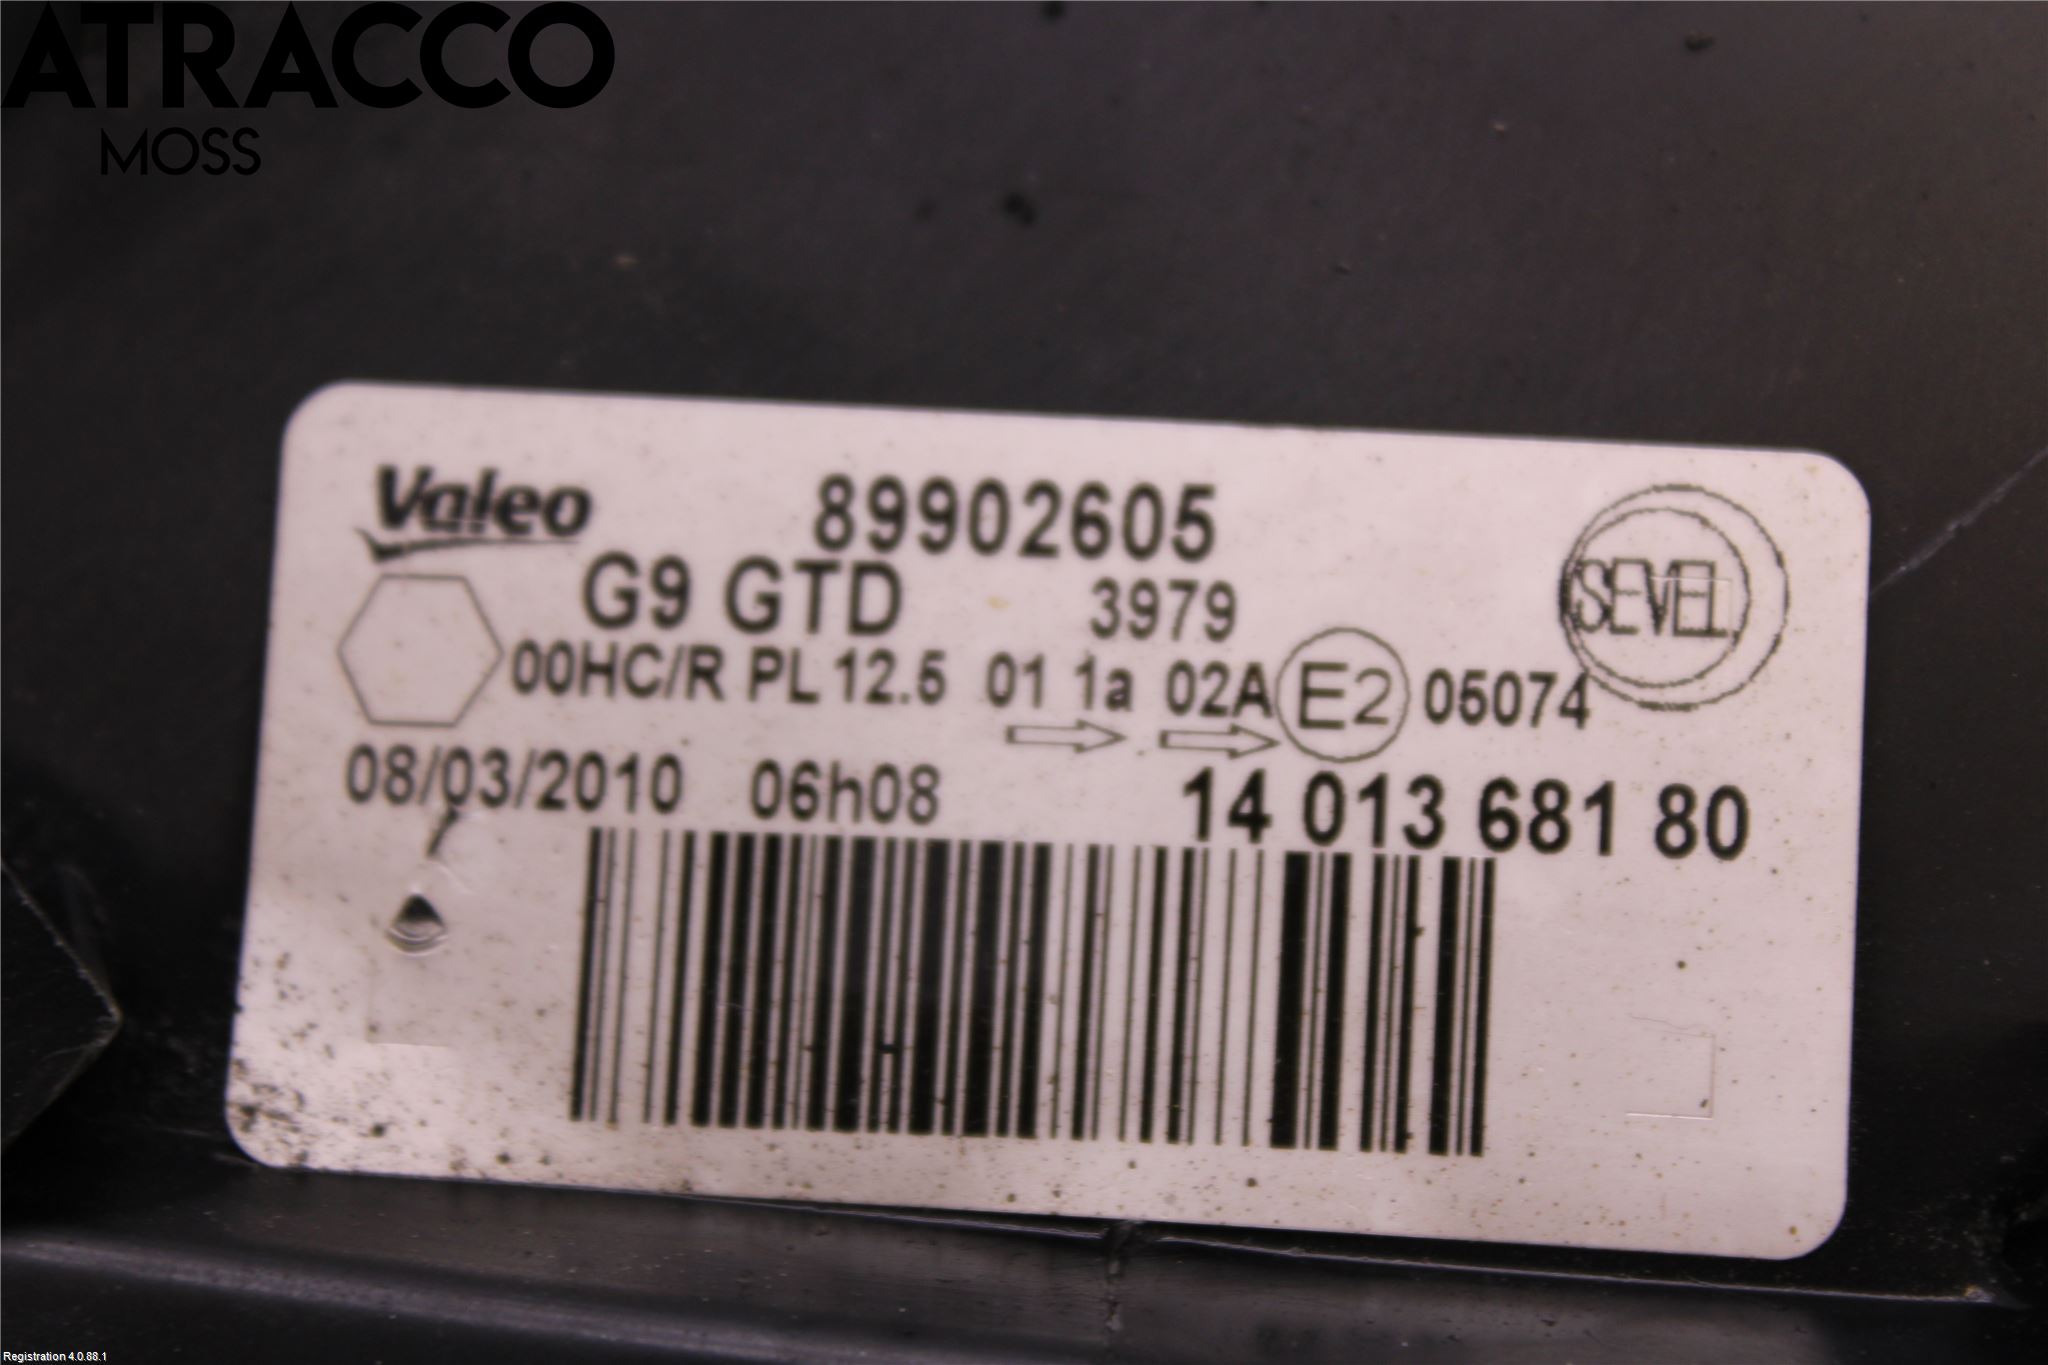 ATRACCO
MOSS
Valeo 89902605
G9 GTD 3979 SEVEL
00HC/R PL 12.5 01 1a 02A E2 05074
08/03/2010 06h08 14 013 681 80
Registration 4.0.88.1